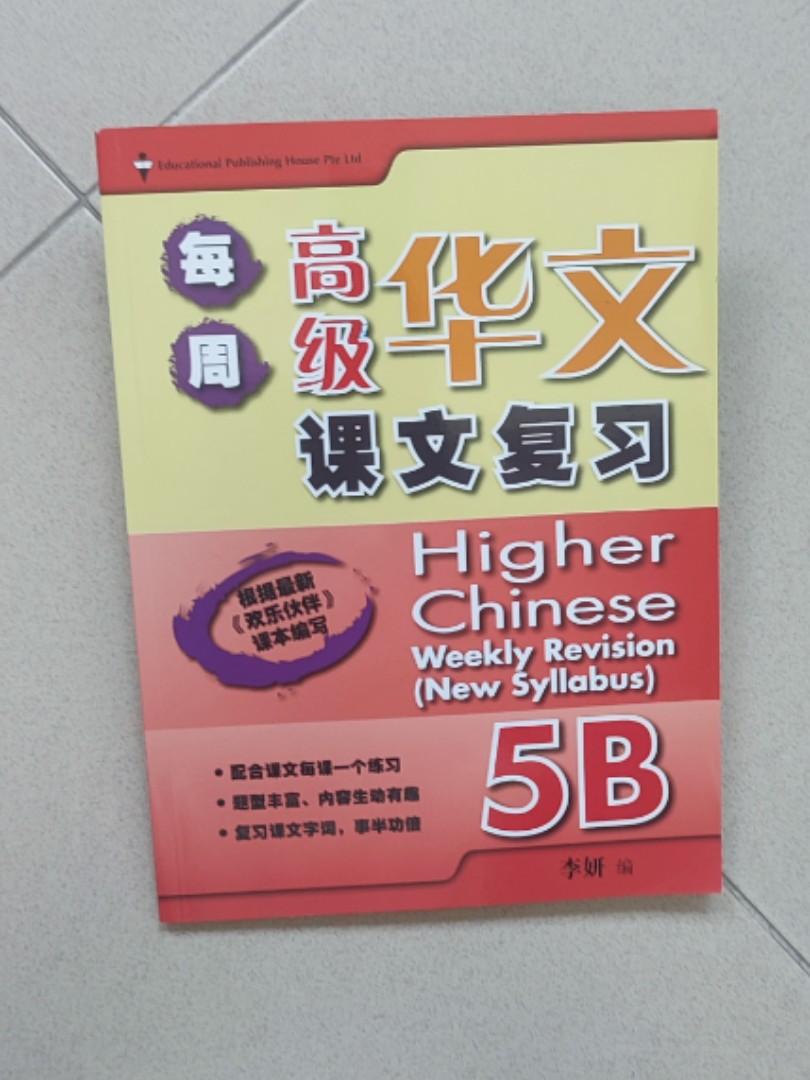 Educational Publishing House Pte Ltd
每周
高级华文
课文复习
Higher
Chinese
Weekly Revision
(New Syllabus)
根据最新
《欢乐伙伴》
课本编写
5B
• 配合课文每课一个练习
• 题型丰富、内容生动有趣
• 复习课文字词，事半功倍
李妍 编